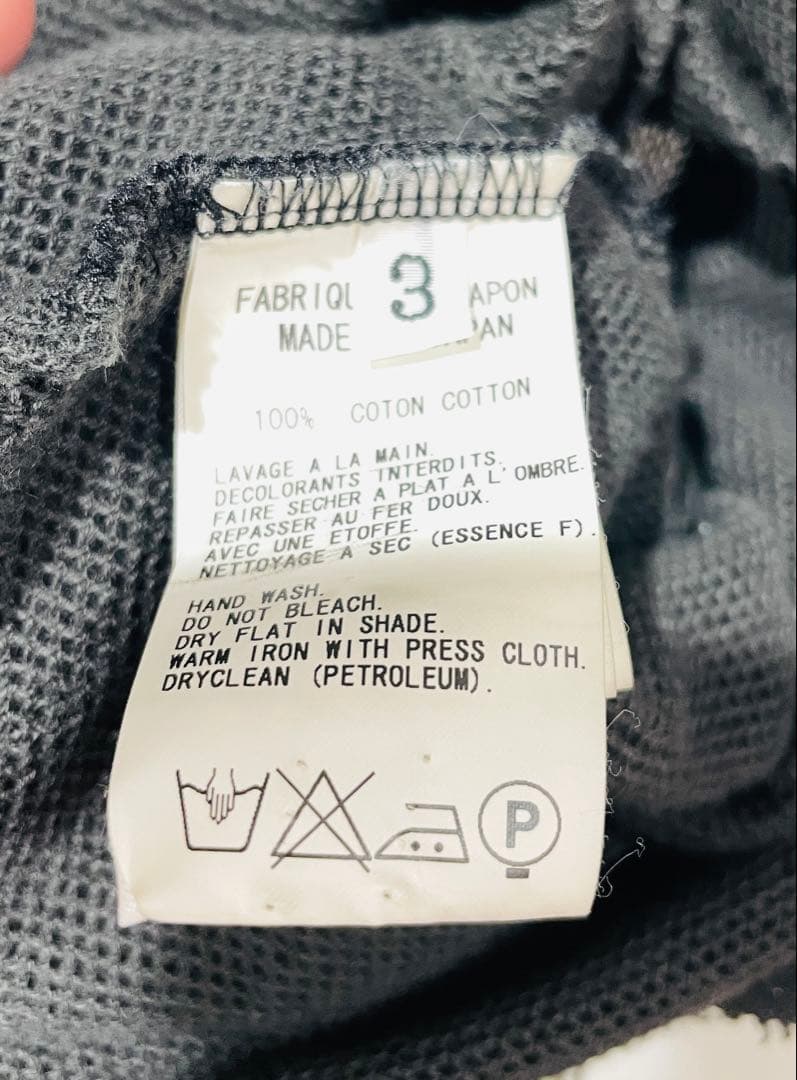 3
FABRIQU APON
MADE PAN
100% COTON COTTON
LAVAGE A LA MAIN.
DECOLORANTS INTERDITS.
FAIRE SECHER A PLAT A L'OMBRE.
REPASSER AU FER DOUX.
AVEC UNE ETOFFE.
NETTOYAGE A SEC (ESSENCE F).
HAND WASH.
DO NOT BLEACH.
DRY FLAT IN SHADE.
WARM IRON WITH PRESS CLOTH.
DRYCLEAN (PETROLEUM).
P